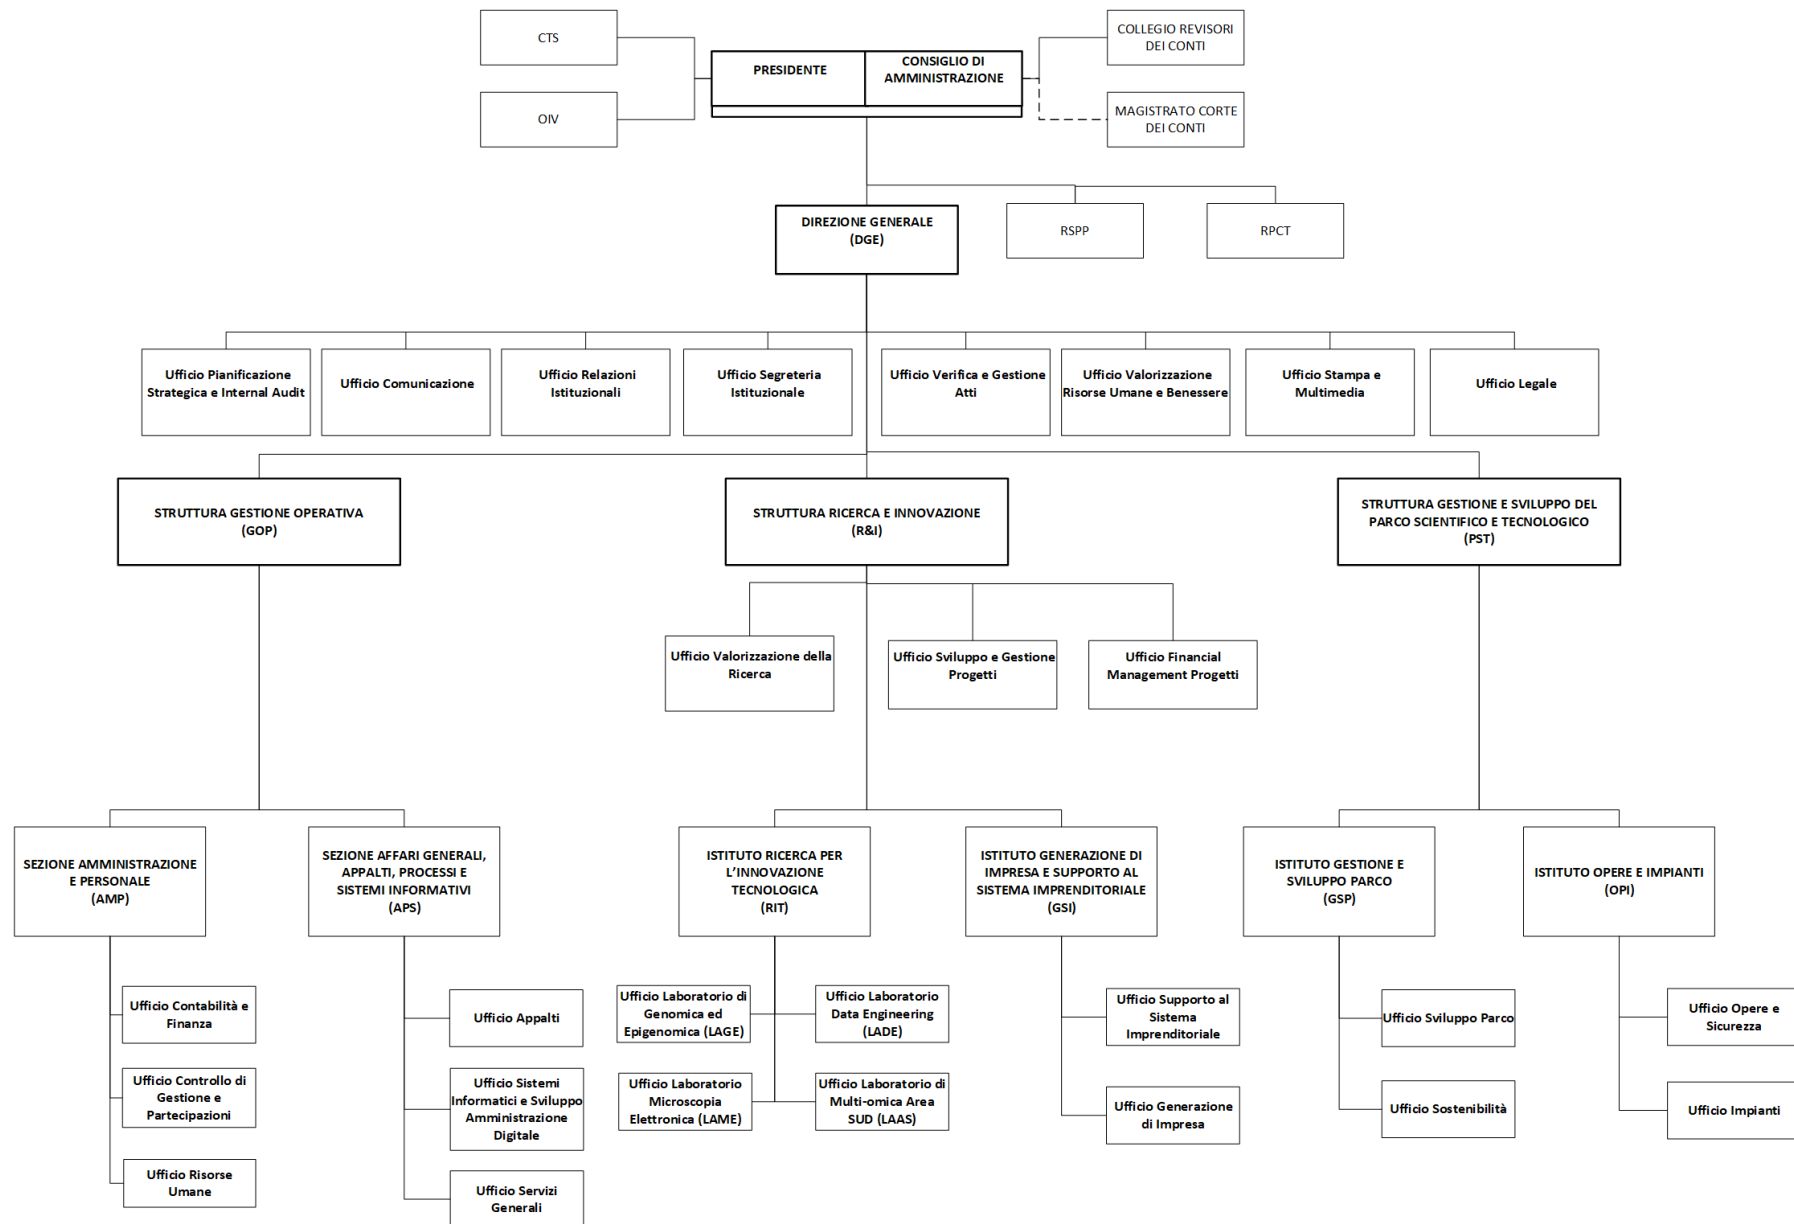 CTS
OIV
PRESIDENTE
CONSIGLIO DI
AMMINISTRAZIONE
COLLEGIO REVISORI
DEI CONTI
MAGISTRATO CORTE
DEI CONTI
DIREZIONE GENERALE
(DGE)
RSPP
RPCT
Ufficio Pianificazione
Strategica e Internal Audit
Ufficio Comunicazione
Ufficio Relazioni
Istituzionali
Ufficio Segreteria
Istituzionale
Ufficio Verifica e Gestione
Atti
Ufficio Valorizzazione
Risorse Umane e Benessere
Ufficio Stampa e
Multimedia
Ufficio Legale
STRUTTURA GESTIONE OPERATIVA
(GOP)
STRUTTURA RICERCA E INNOVAZIONE
(R&I)
STRUTTURA GESTIONE E SVILUPPO DEL
PARCO SCIENTIFICO E TECNOLOGICO
(PST)
Ufficio Valorizzazione della
Ricerca
Ufficio Sviluppo e Gestione
Progetti
Ufficio Financial
Management Progetti
SEZIONE AMMINISTRAZIONE
E PERSONALE
(AMP)
SEZIONE AFFARI GENERALI,
APPALTI, PROCESSI E
SISTEMI INFORMATIVI
(APS)
ISTITUTO RICERCA PER
L’INNOVAZIONE
TECNOLOGICA
(RIT)
ISTITUTO GENERAZIONE DI
IMPRESA E SUPPORTO AL
SISTEMA IMPRENDITORIALE
(GSI)
ISTITUTO GESTIONE E
SVILUPPO PARCO
(GSP)
ISTITUTO OPERE E IMPIANTI
(OPI)
Ufficio Contabilità e
Finanza
Ufficio Controllo di
Gestione e
Partecipazioni
Ufficio Risorse
Umane
Ufficio Appalti
Ufficio Sistemi
Informatici e Sviluppo
Amministrazione
Digitale
Ufficio Servizi
Generali
Ufficio Laboratorio di
Genomica ed
Epigenomica (LAGE)
Ufficio Laboratorio
Data Engineering
(LADE)
Ufficio Laboratorio
Microscopia
Elettronica (LAME)
Ufficio Laboratorio di
Multi-omica Area
SUD (LAAS)
Ufficio Supporto al
Sistema
Imprenditoriale
Ufficio Generazione
di Impresa
Ufficio Sviluppo Parco
Ufficio Sostenibilità
Ufficio Opere e
Sicurezza
Ufficio Impianti